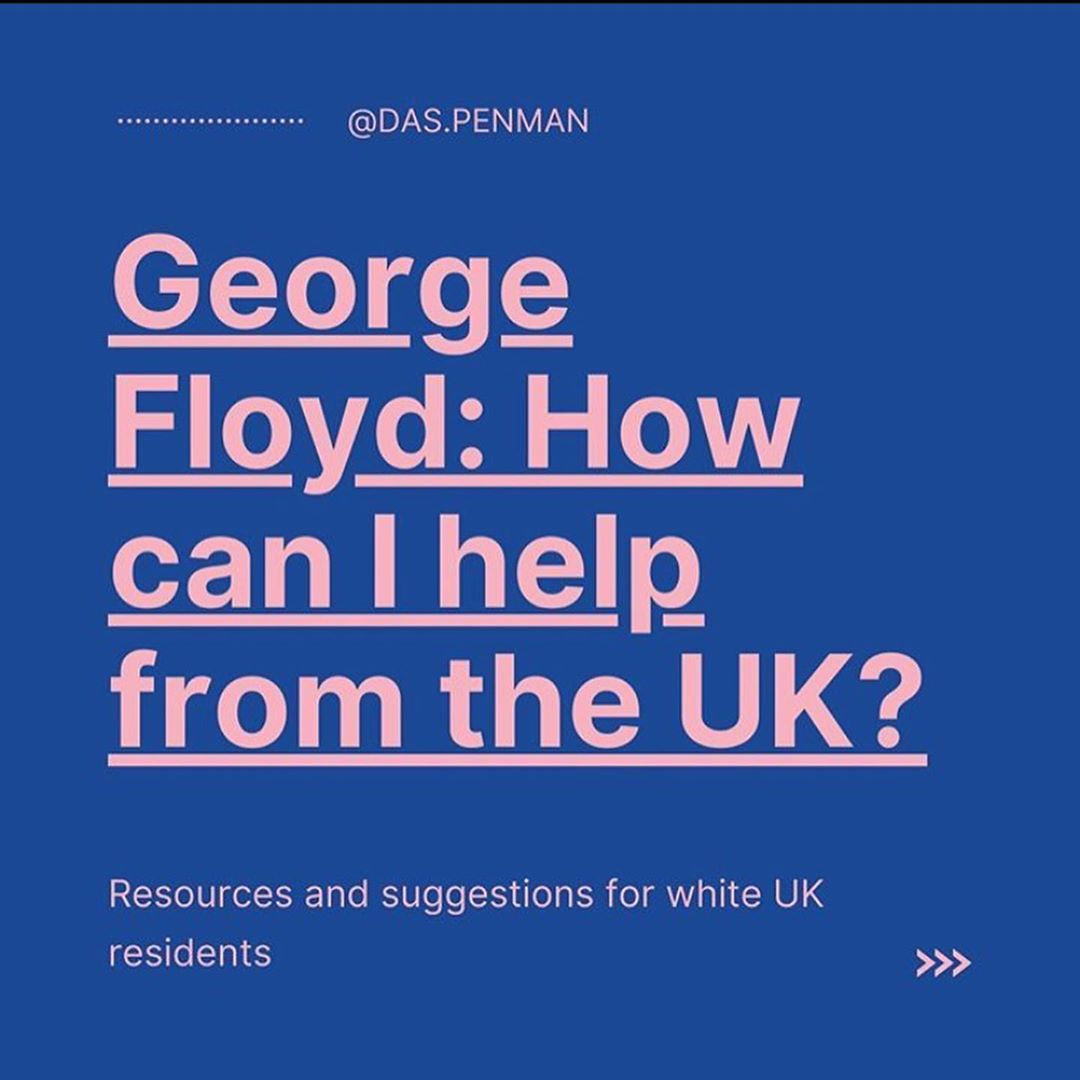 @DAS.PENMAN
George
Floyd: How
can I help
from the UK?
Resources and suggestions for white UK
residents
>>>